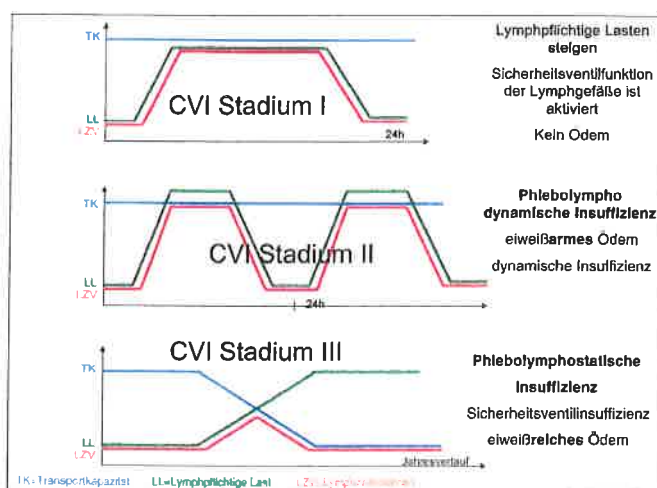 TK
Lymphpflichtige Lasten
steigen
Sicherheitsventilfunktion
der Lymphgefäße ist
aktiviert
Kein Ödem
CVI Stadium I
LL
LZV
24h
TK
Phlebolympho
dynamische Insuffizienz
eiweißarmes Ödem
dynamische Insuffizienz
CVI Stadium II
LL
LZV
24h
CVI Stadium III
TK
Phlebolymphostatische
Insuffizienz
Sicherheitsventilinsuffizienz
eiweißreiches Ödem
LL
LZV
Jahresverlauf
TK=Transportkapazität LL=Lymphpflichtige Last